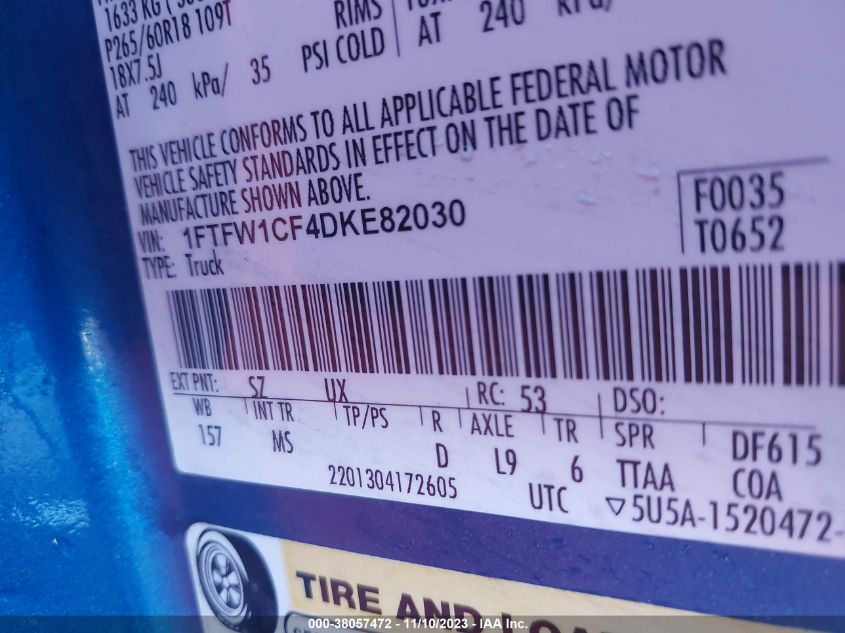 1633 KG
P265/60R18 109T
18X7.5J RIMS
AT 240 kPa/ 35 PSI COLD
AT 240 kPa/
THIS VEHICLE CONFORMS TO ALL APPLICABLE FEDERAL MOTOR
VEHICLE SAFETY STANDARDS IN EFFECT ON THE DATE OF
MANUFACTURE SHOWN ABOVE.
VIN: 1FTFW1CF4DKE82030
TYPE: Truck
F0035
T0652
EXT PNT: SZ UX RC: 53 DSO:
WB INT TR TP/PS R AXLE TR SPR DF615
157 MS D L9 6 TTAA COA
2201304172605 UTC ▽5U5A-1520472-
TIRE AND
000-38057472 — 11/10/2023 — IAA Inc.